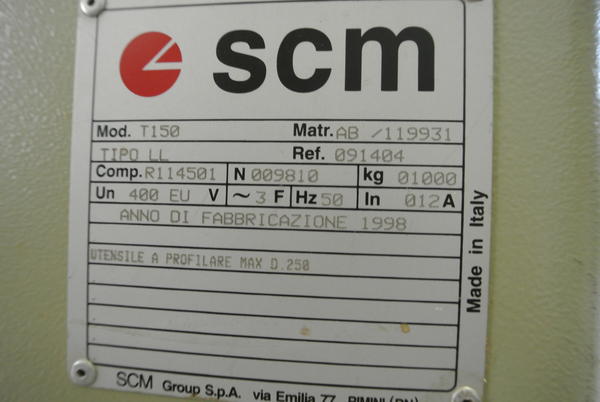 scm
Mod. T150 Matr. AB /119931
TIPO LL Ref. 091404
Comp. R114501 N 009810 kg 01000
Un 400 EU V ~ 3 F Hz 50 In 012 A
ANNO DI FABBRICAZIONE 1998
UTENSILE A PROFILARE MAX D.250
Made in Italy
SCM Group S.p.A. via Emilia 77 RIMINI (RN)